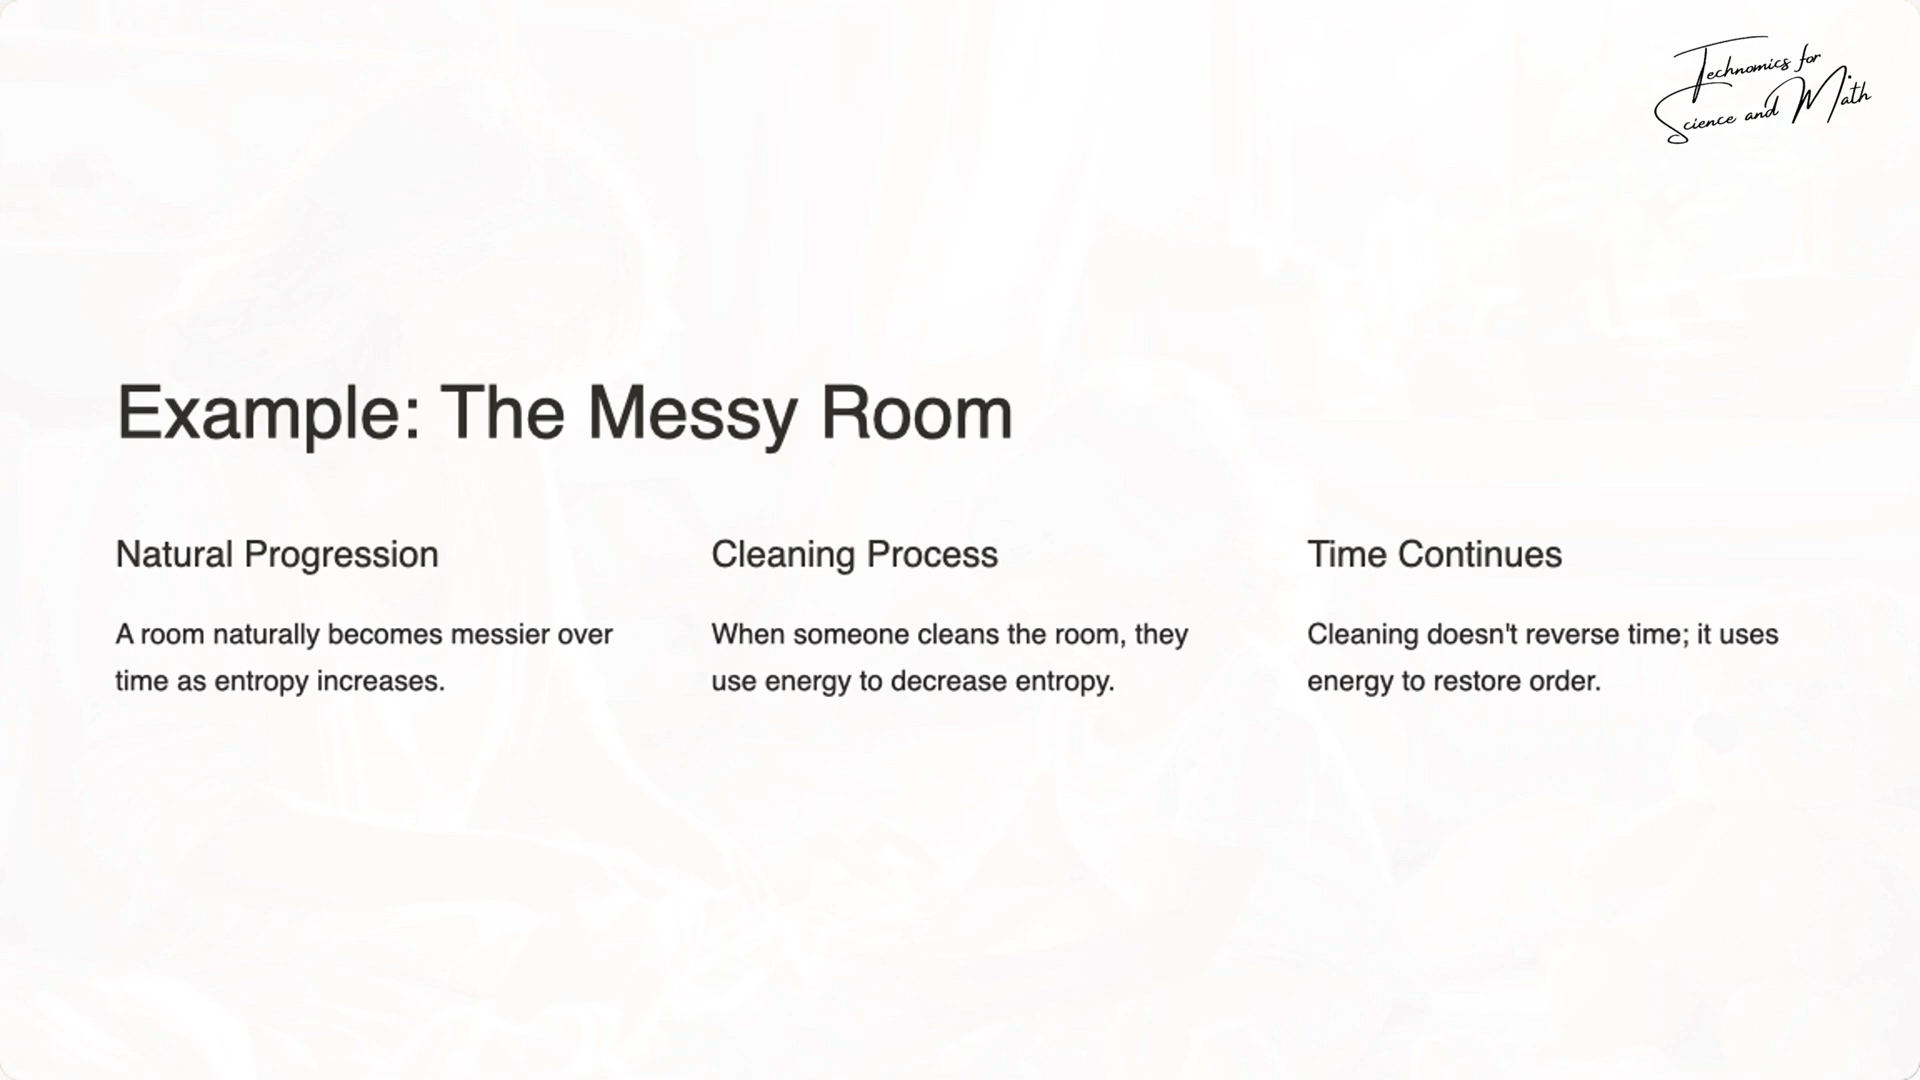 Technomics for
Science and Math
Example: The Messy Room
Natural Progression
A room naturally becomes messier over
time as entropy increases.
Cleaning Process
When someone cleans the room, they
use energy to decrease entropy.
Time Continues
Cleaning doesn't reverse time; it uses
energy to restore order.